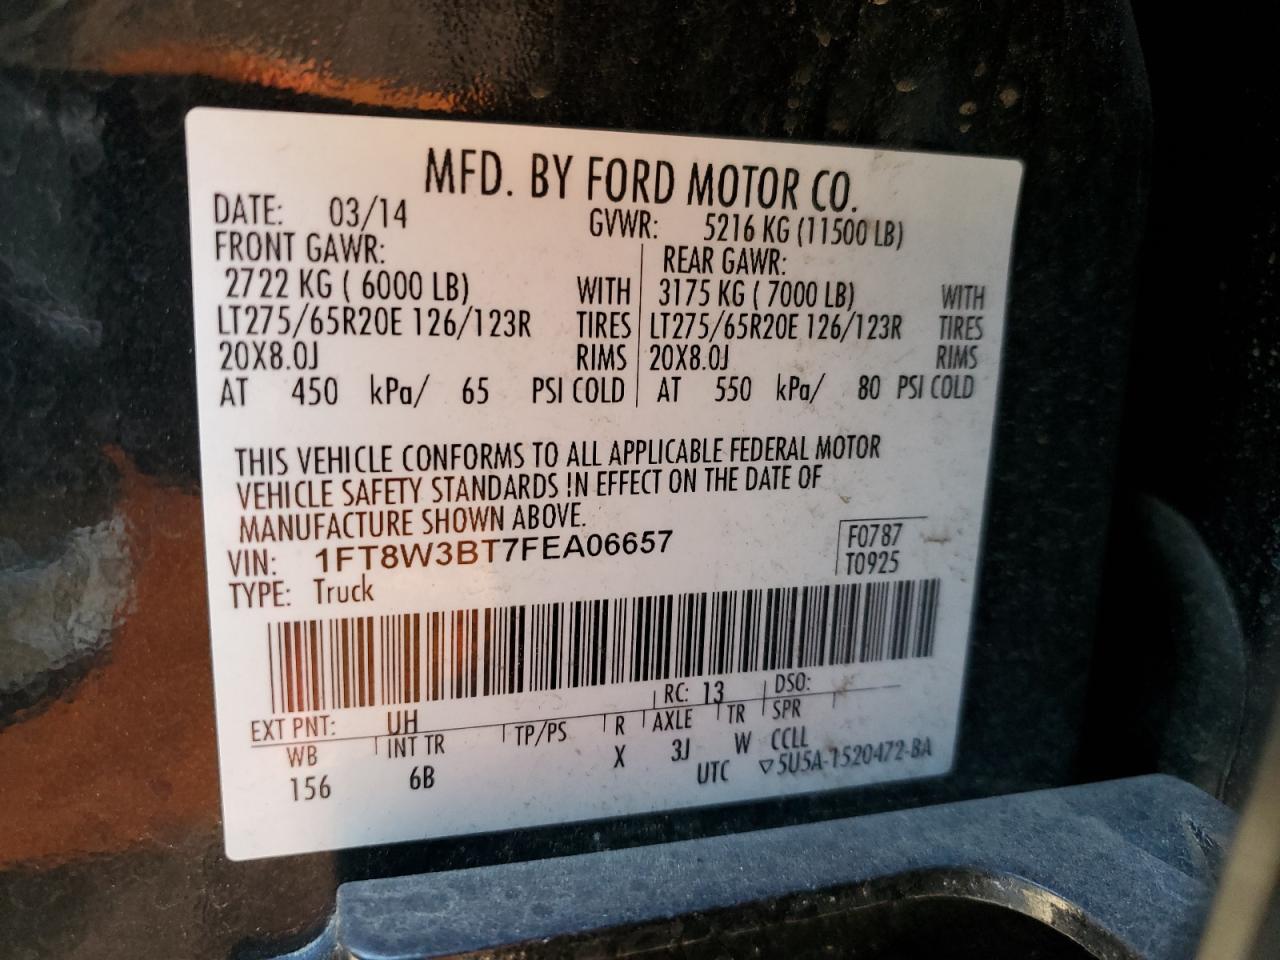 MFD. BY FORD MOTOR CO.
DATE: 03/14 GVWR: 5216 KG (11500 LB)
FRONT GAWR: REAR GAWR:
2722 KG ( 6000 LB) WITH 3175 KG ( 7000 LB) WITH
LT275/65R20E 126/123R TIRES LT275/65R20E 126/123R TIRES
20X8.0J RIMS 20X8.0J RIMS
AT 450 kPa/ 65 PSI COLD AT 550 kPa/ 80 PSI COLD
THIS VEHICLE CONFORMS TO ALL APPLICABLE FEDERAL MOTOR
VEHICLE SAFETY STANDARDS IN EFFECT ON THE DATE OF
MANUFACTURE SHOWN ABOVE.
VIN: 1FT8W3BT7FEA06657 F0787
TYPE: Truck T0925
EXT PNT: UH RC: 13 DSO:
WB INT TR TP/PS R AXLE TR SPR
156 6B X 3J W CCLL
UTC ▽5U5A-1520472-BA